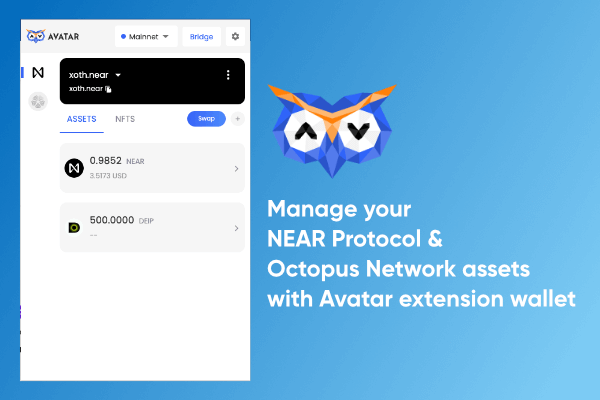 AVATAR
Mainnet
Bridge
xoth.near
xoth.near
ASSETS
NFTS
Swap
+
0.9852 NEAR
3.5173 USD
500.0000 DEIP
--
Manage your
NEAR Protocol &
Octopus Network assets
with Avatar extension wallet